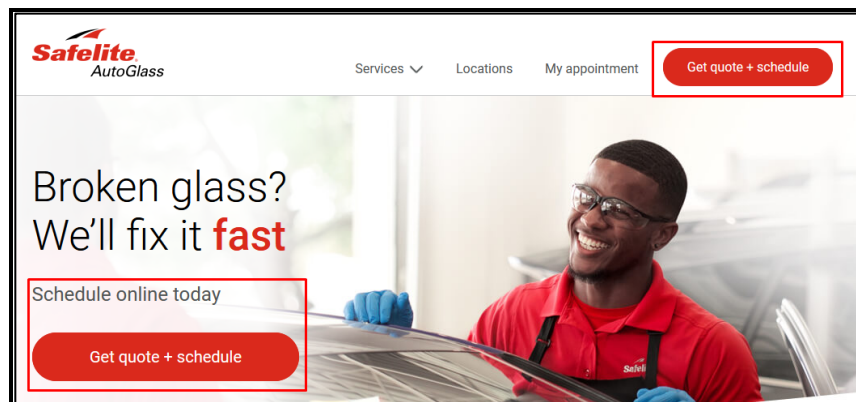 Safelite.
AutoGlass
Services
Locations
My appointment
Get quote + schedule
Broken glass?
We'll fix it fast
Schedule online today
Get quote + schedule
Safeli